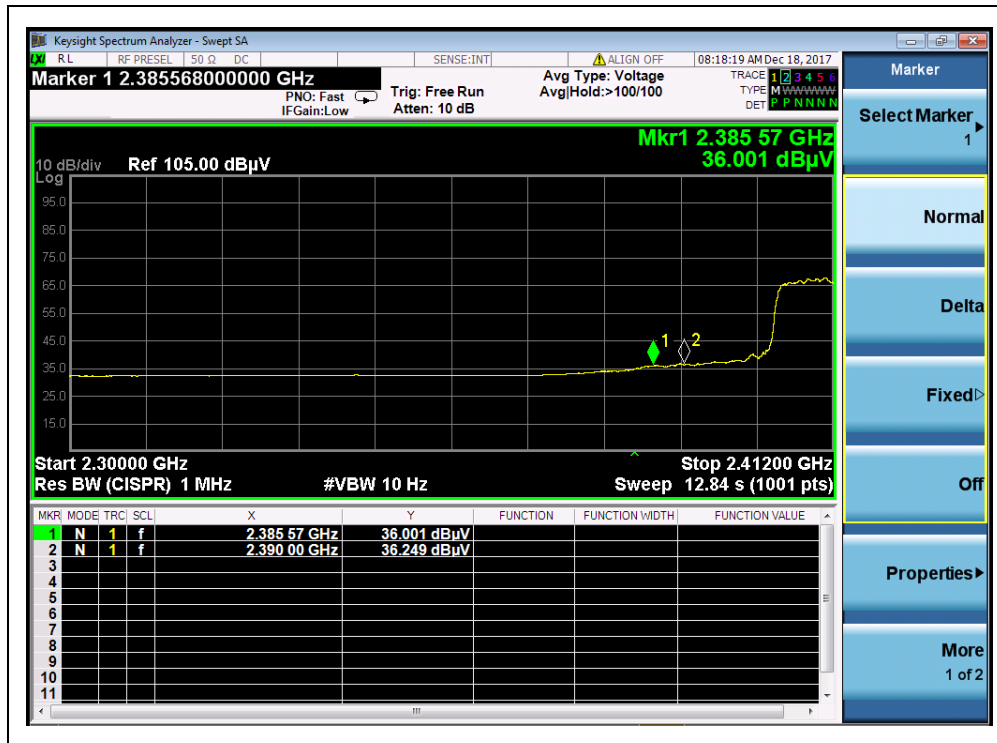 Keysight Spectrum Analyzer - Swept SA
LXI RL RF PRESEL 50 Ω DC SENSE:INT ALIGN OFF 08:18:19 AM Dec 18, 2017
Marker 1 2.385568000000 GHz
PNO: Fast
IFGain:Low
Trig: Free Run
Atten: 10 dB
Avg Type: Voltage
Avg|Hold:>100/100
TRACE 1 2 3 4 5 6
TYPE M WWWWW
DET P P N N N N
Mkr1 2.385 57 GHz
36.001 dBµV
10 dB/div Ref 105.00 dBµV
Log
95.0
85.0
75.0
65.0
55.0
45.0
35.0
25.0
15.0
1
2
Start 2.30000 GHz Stop 2.41200 GHz
Res BW (CISPR) 1 MHz #VBW 10 Hz Sweep 12.84 s (1001 pts)
MKR MODE TRC SCL X Y FUNCTION FUNCTION WIDTH FUNCTION VALUE
1 N 1 f 2.385 57 GHz 36.001 dBµV
2 N 1 f 2.390 00 GHz 36.249 dBµV
3
4
5
6
7
8
9
10
11
Marker
Select Marker
1
Normal
Delta
Fixed
Off
Properties
More
1 of 2